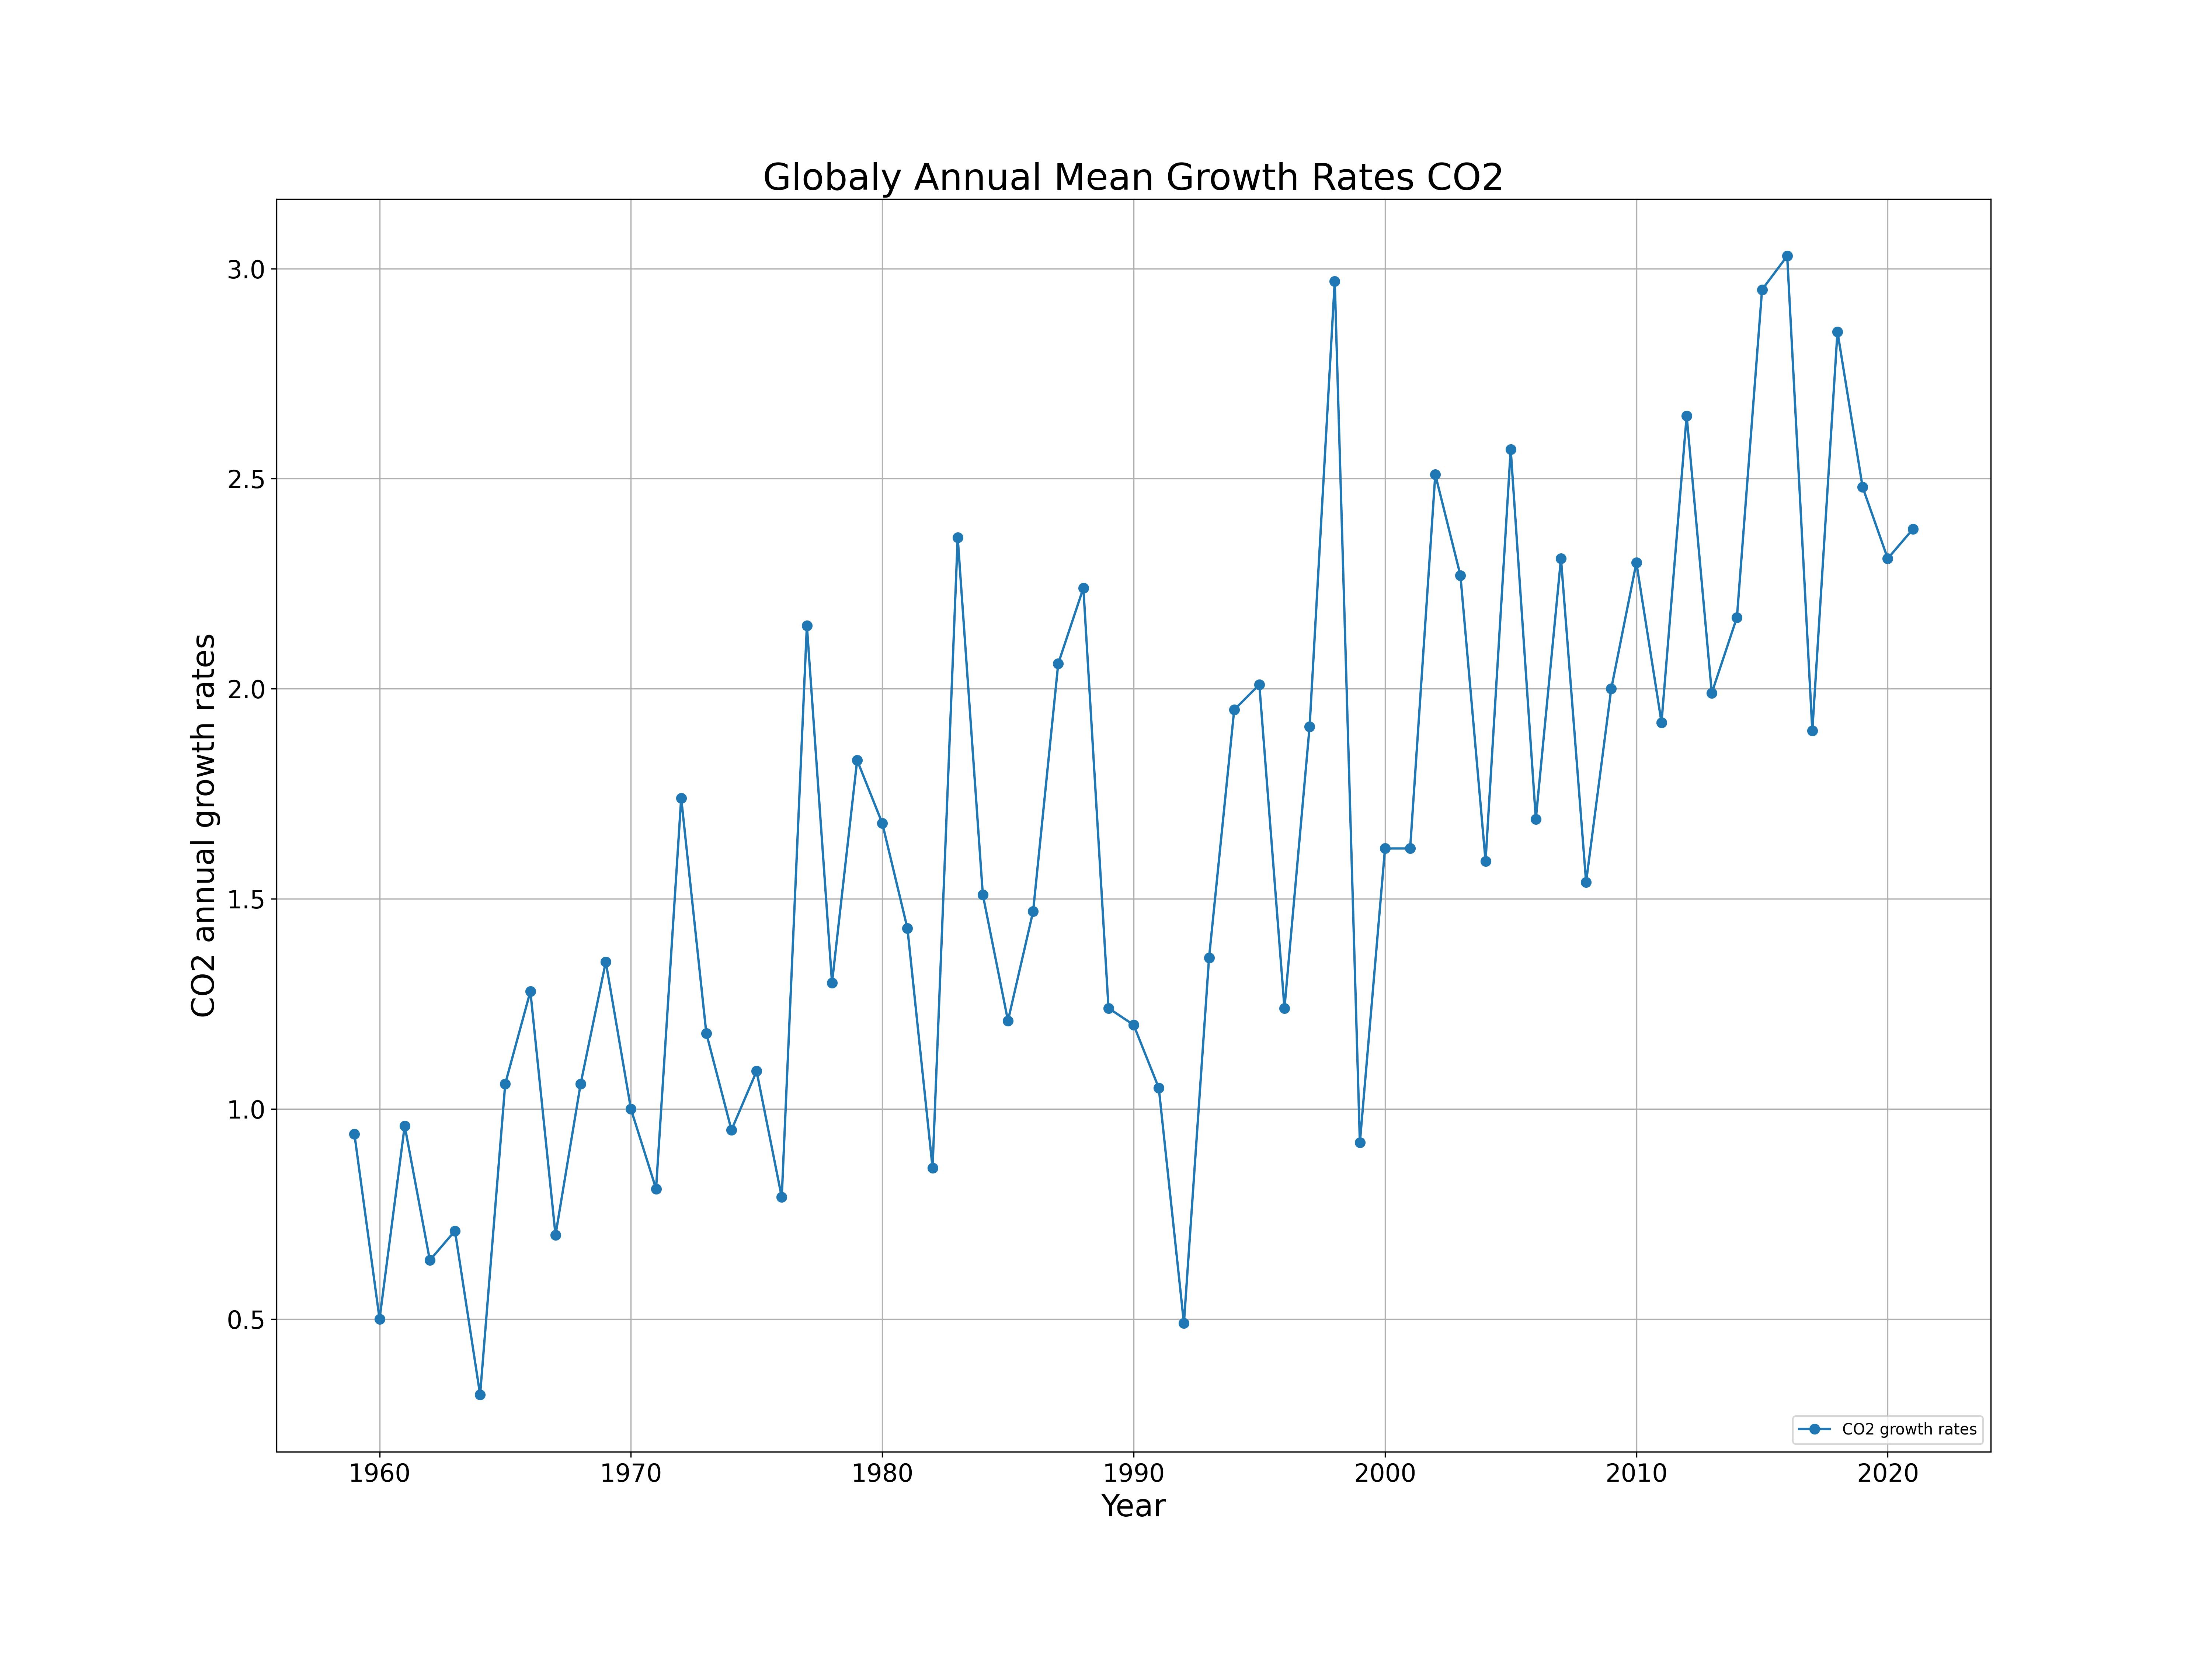 Globaly Annual Mean Growth Rates CO2
CO2 annual growth rates
3.0
2.5
2.0
1.5
1.0
0.5
CO2 growth rates
1960 1970 1980 1990 2000 2010 2020
Year